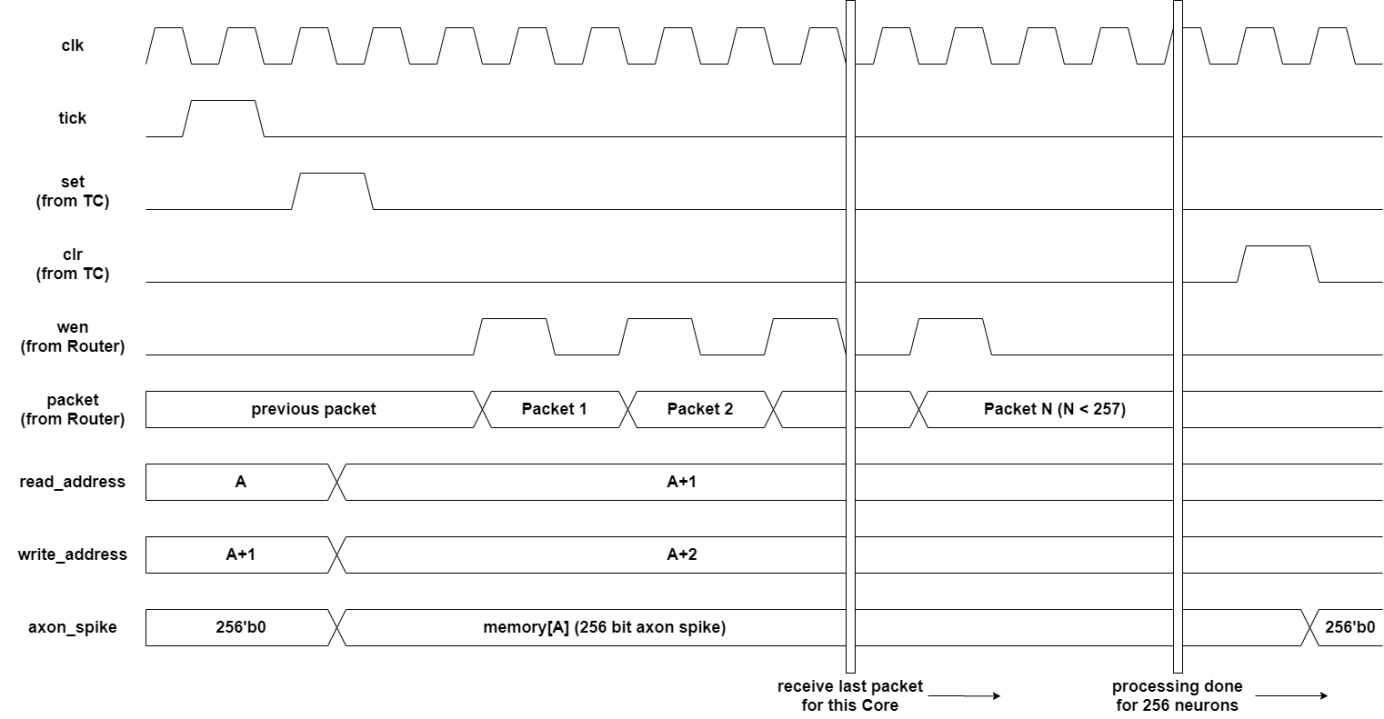 clk
tick
set
(from TC)
clr
(from TC)
wen
(from Router)
packet
(from Router)
previous packet
Packet 1
Packet 2
Packet N (N < 257)
read_address
A
A+1
write_address
A+1
A+2
axon_spike
256'b0
memory[A] (256 bit axon spike)
256'b0
receive last packet
for this Core
processing done
for 256 neurons